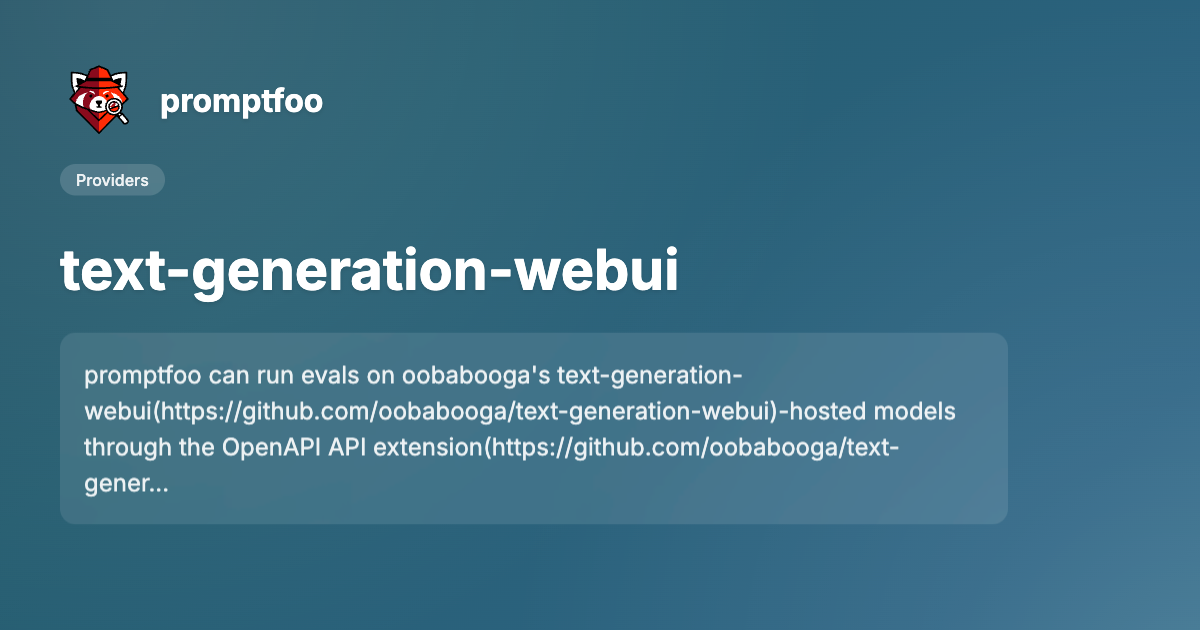 promptfoo
Providers
text-generation-webui
promptfoo can run evals on oobabooga's text-generation-
webui(https://github.com/oobabooga/text-generation-webui)-hosted models
through the OpenAPI API extension(https://github.com/oobabooga/text-
gener...